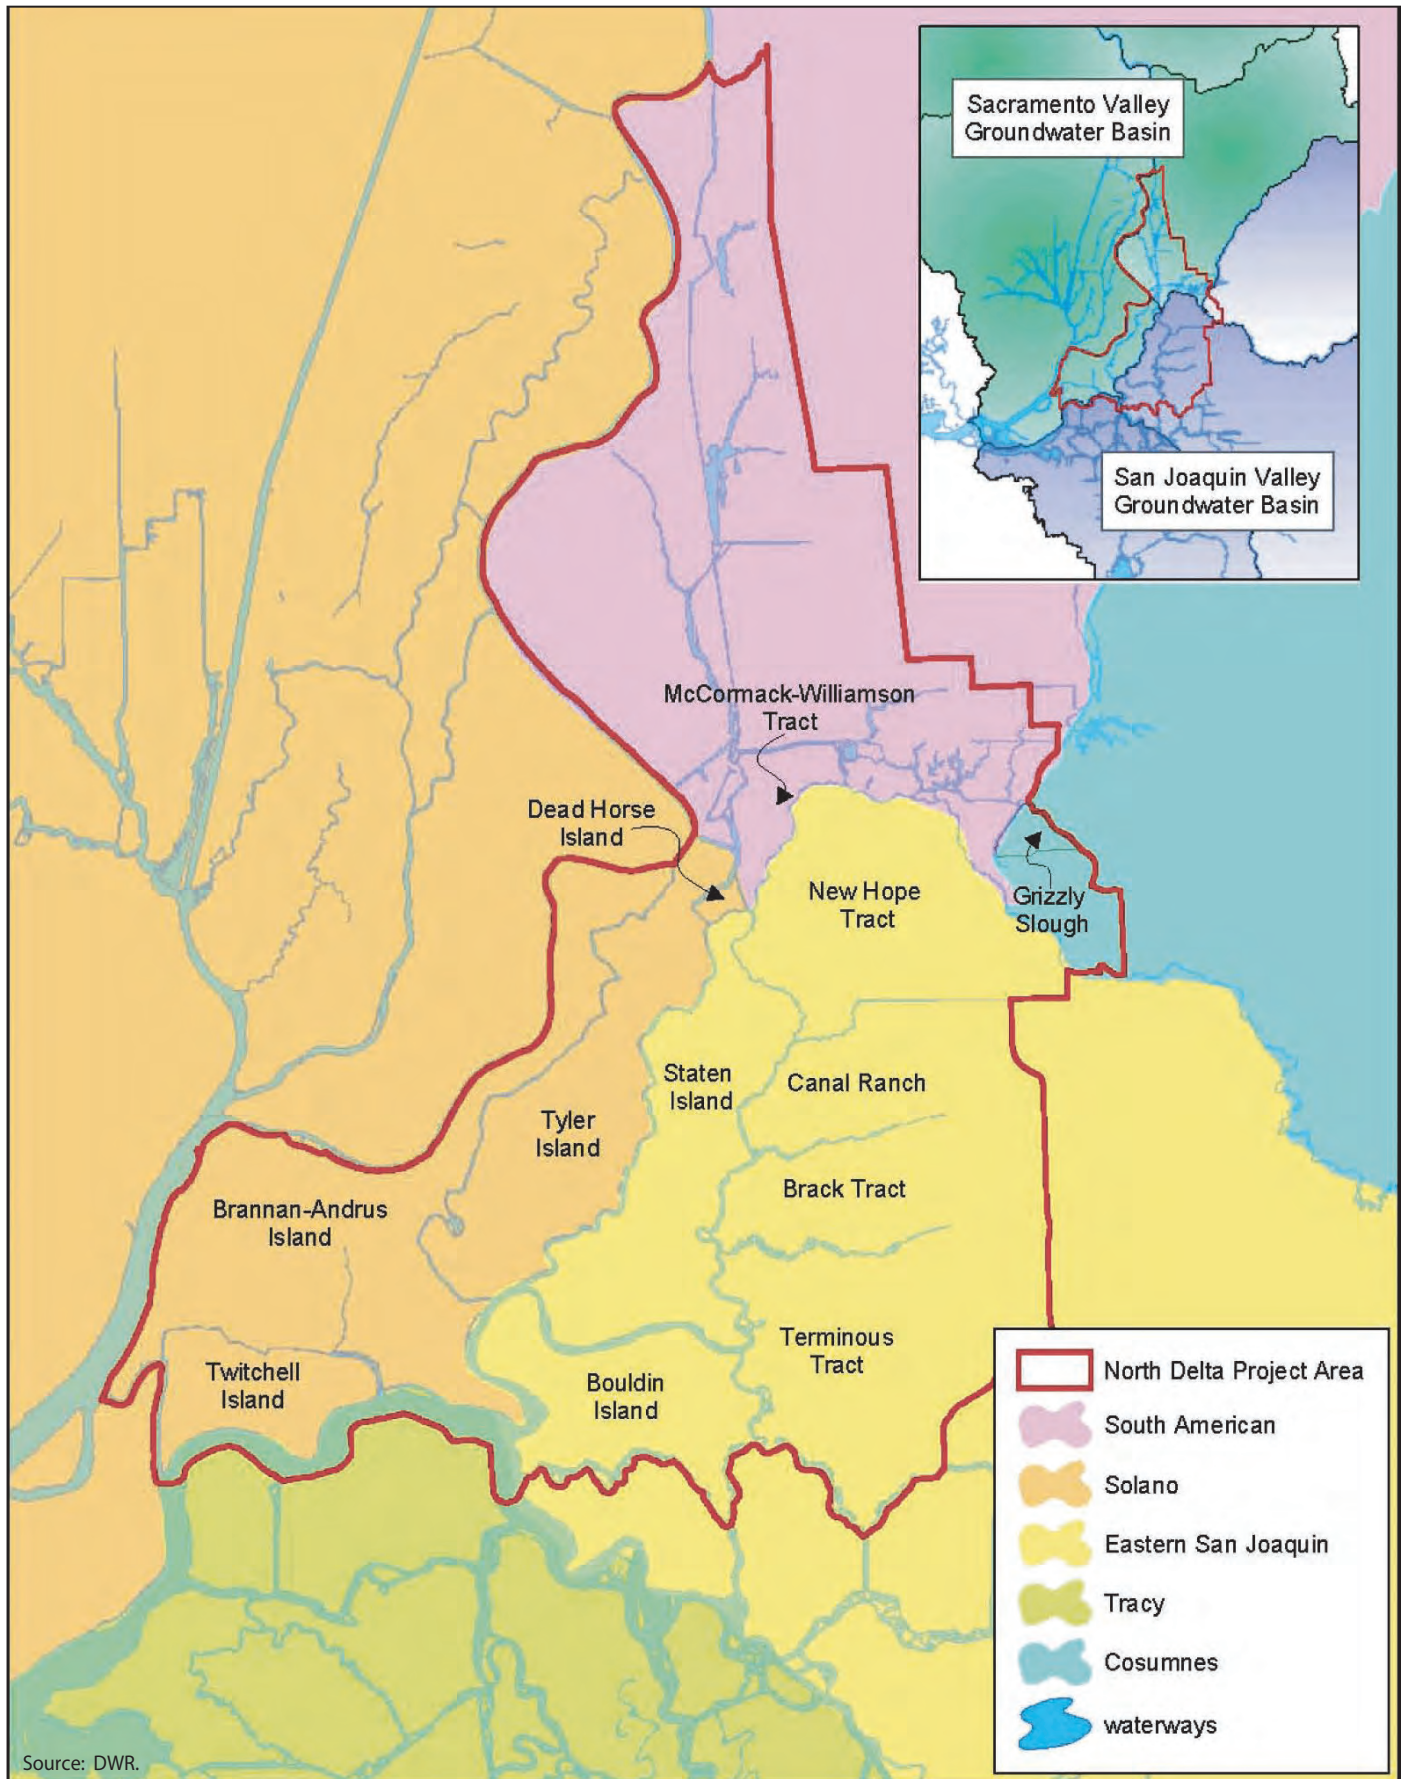 Sacramento Valley
Groundwater Basin
San Joaquin Valley
Groundwater Basin
McCormack-Williamson
Tract
Dead Horse
Island
New Hope
Tract
Grizzly
Slough
Staten
Island
Canal Ranch
Tyler
Island
Brack Tract
Brannan-Andrus
Island
Terminous
Tract
Twitchell
Island
Bouldin
Island
North Delta Project Area
South American
Solano
Eastern San Joaquin
Tracy
Cosumnes
waterways
Source: DWR.